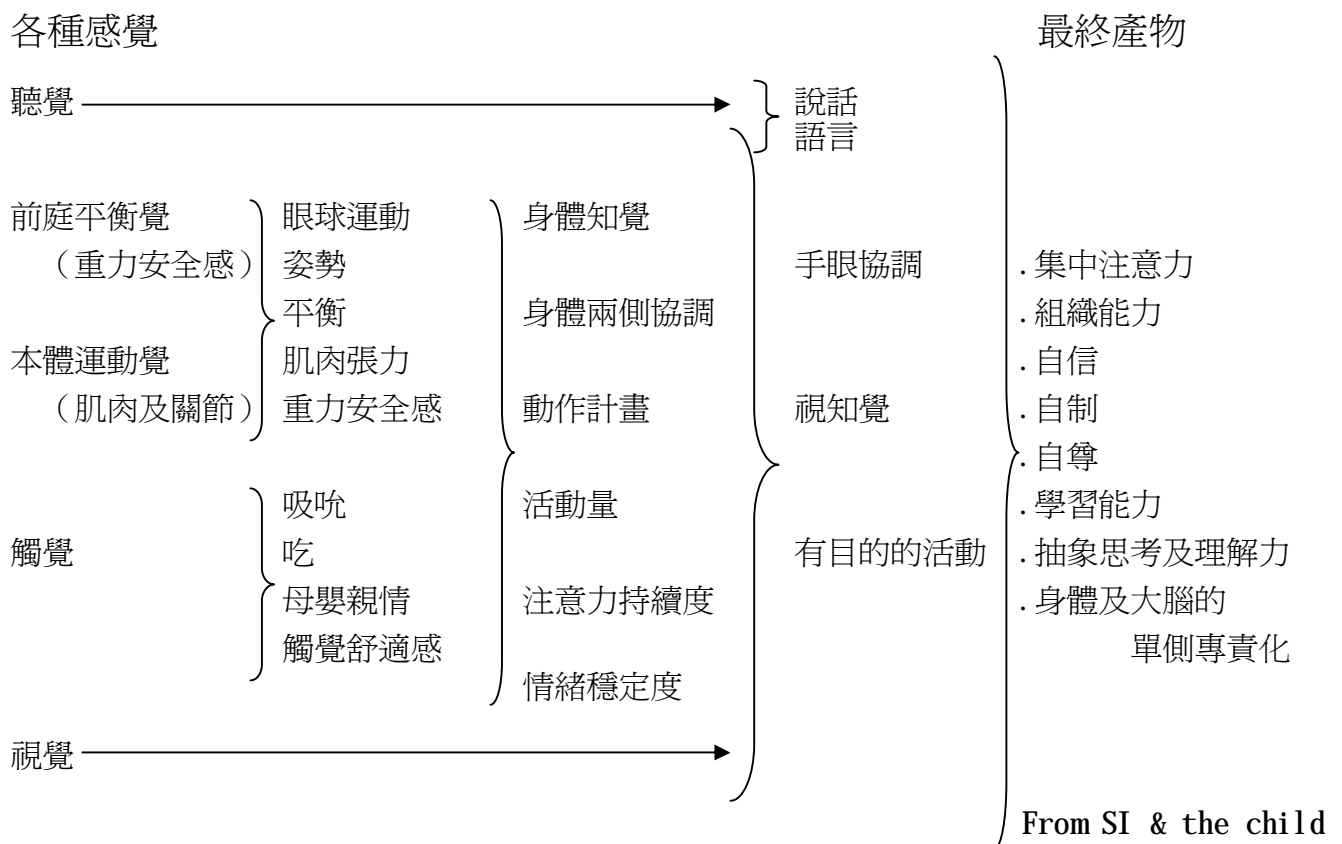 各種感覺 最終產物
聽覺 說話
語言
前庭平衡覺 眼球運動 身體知覺
（重力安全感） 姿勢 手眼協調 .集中注意力
平衡 身體兩側協調 .組織能力
本體運動覺 肌肉張力 .自信
（肌肉及關節） 重力安全感 動作計畫 視知覺 .自制
.自尊
吸吮 活動量 .學習能力
觸覺 吃 有目的的活動 .抽象思考及理解力
母嬰親情 注意力持續度 .身體及大腦的
觸覺舒適感 單側專責化
情緒穩定度
視覺
From SI & the child